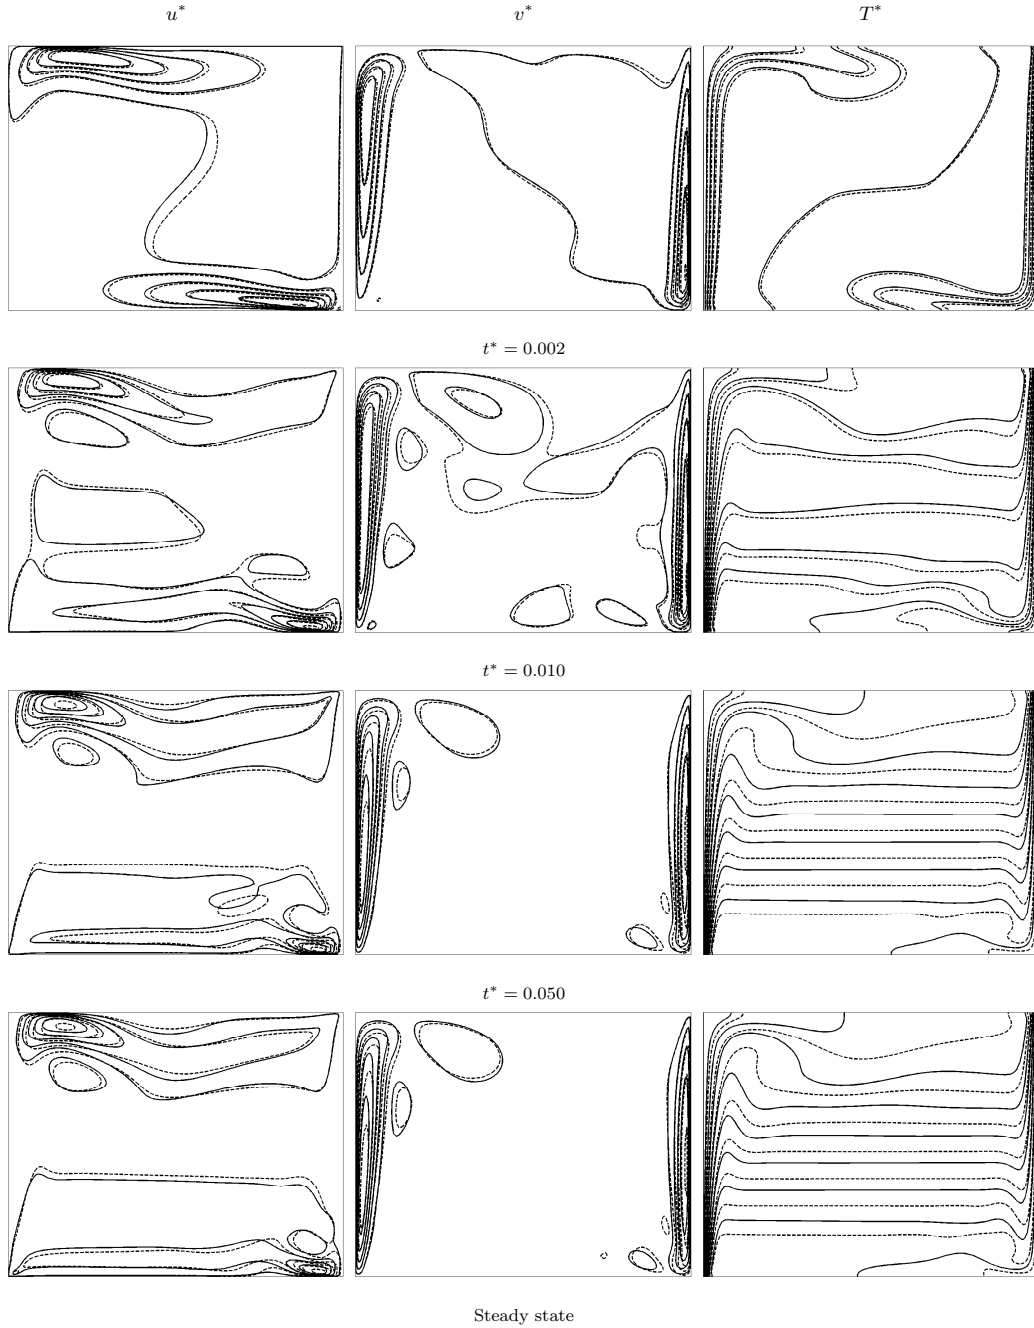 u* v* T*
t* = 0.002
t* = 0.010
t* = 0.050
Steady state